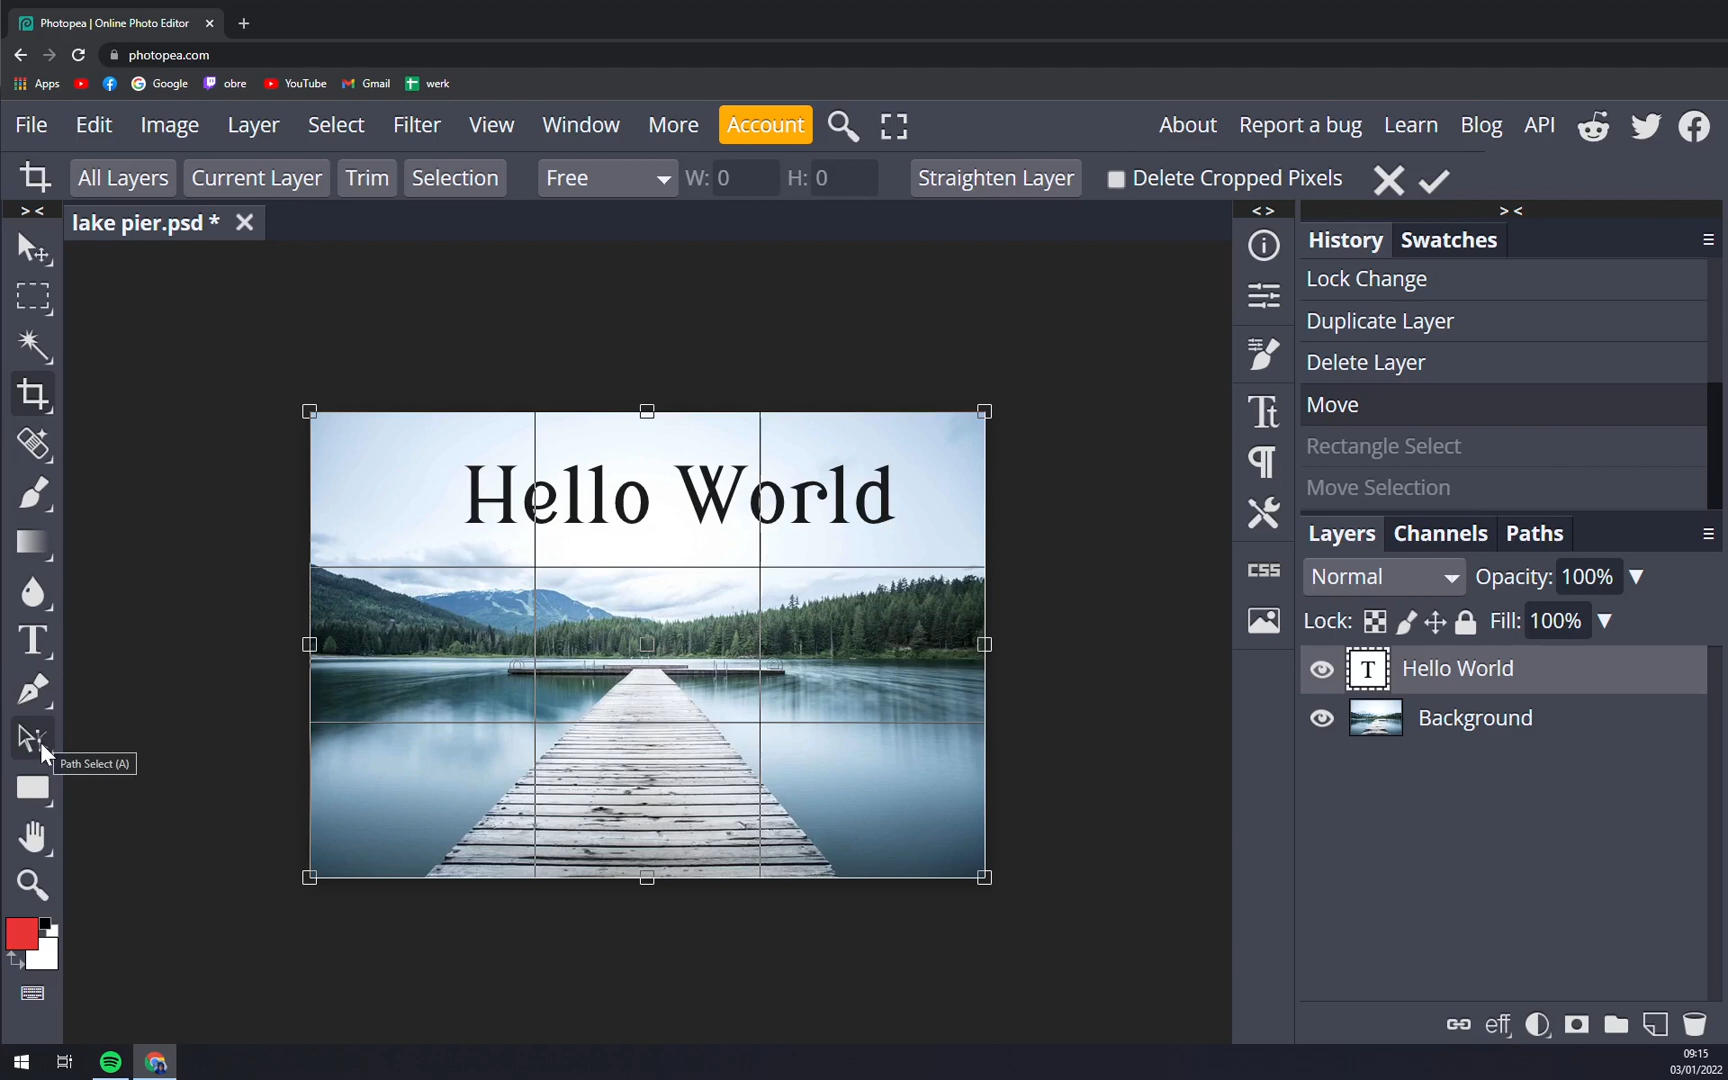 Photopea | Online Photo Editor
photopea.com
Apps Google obre YouTube Gmail werk
File Edit Image Layer Select Filter View Window More Account About Report a bug Learn Blog API
All Layers Current Layer Trim Selection Free W: 0 H: 0 Straighten Layer Delete Cropped Pixels
> < < > > <
lake pier.psd *
History Swatches
Lock Change
Duplicate Layer
Delete Layer
Move
Rectangle Select
Move Selection
Hello World
Layers Channels Paths
CSS
Normal Opacity: 100%
Lock: Fill: 100%
T Hello World
Background
Path Select (A)
eff
09:15
03/01/2022